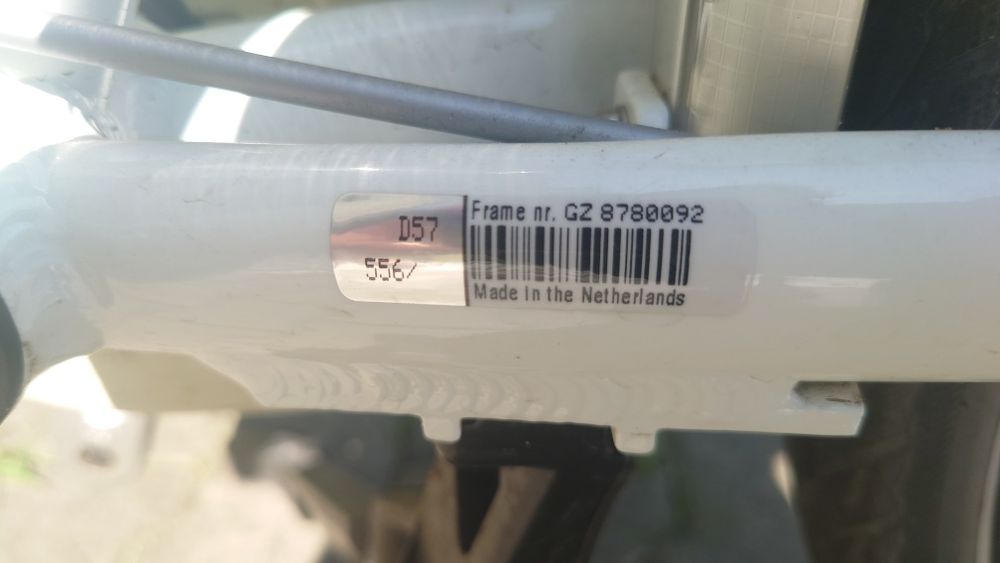 D57
556/
Frame nr. GZ 8780092
Made in the Netherlands